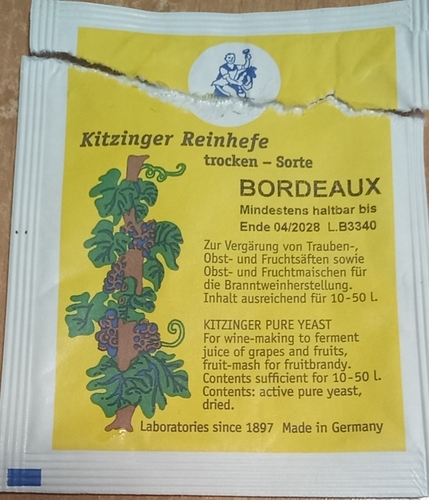 Kitzinger Reinhefe
trocken – Sorte
BORDEAUX
Mindestens haltbar bis
Ende 04/2028 L.B3340
Zur Vergärung von Trauben-,
Obst- und Fruchtsäften sowie
Obst- und Fruchtmaischen für
die Branntweinherstellung.
Inhalt ausreichend für 10-50 l.
KITZINGER PURE YEAST
For wine-making to ferment
juice of grapes and fruits,
fruit-mash for fruitbrandy.
Contents sufficient for 10-50 l.
Contents: active pure yeast,
dried.
Laboratories since 1897 Made in Germany